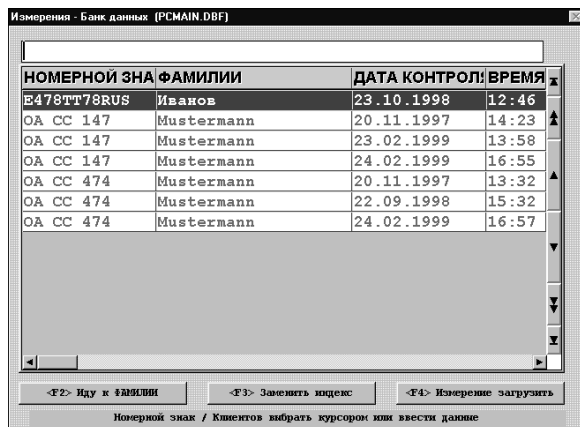 Измерения - Банк данных (PCMAIN.DBF)
НОМЕРНОЙ ЗНА ФАМИЛИИ ДАТА КОНТРОЛ ВРЕМЯ
E478TT78RUS Иванов 23.10.1998 12:46
OA CC 147 Mustermann 20.11.1997 14:23
OA CC 147 Mustermann 23.02.1999 13:58
OA CC 147 Mustermann 24.02.1999 16:55
OA CC 474 Mustermann 20.11.1997 13:32
OA CC 474 Mustermann 22.09.1998 15:32
OA CC 474 Mustermann 24.02.1999 16:57
<F2> Иду к ФАМИЛИИ <F3> Заменить индекс <F4> Измерение загрузить
Номерной знак / Клиентов выбрать курсором или ввести данные